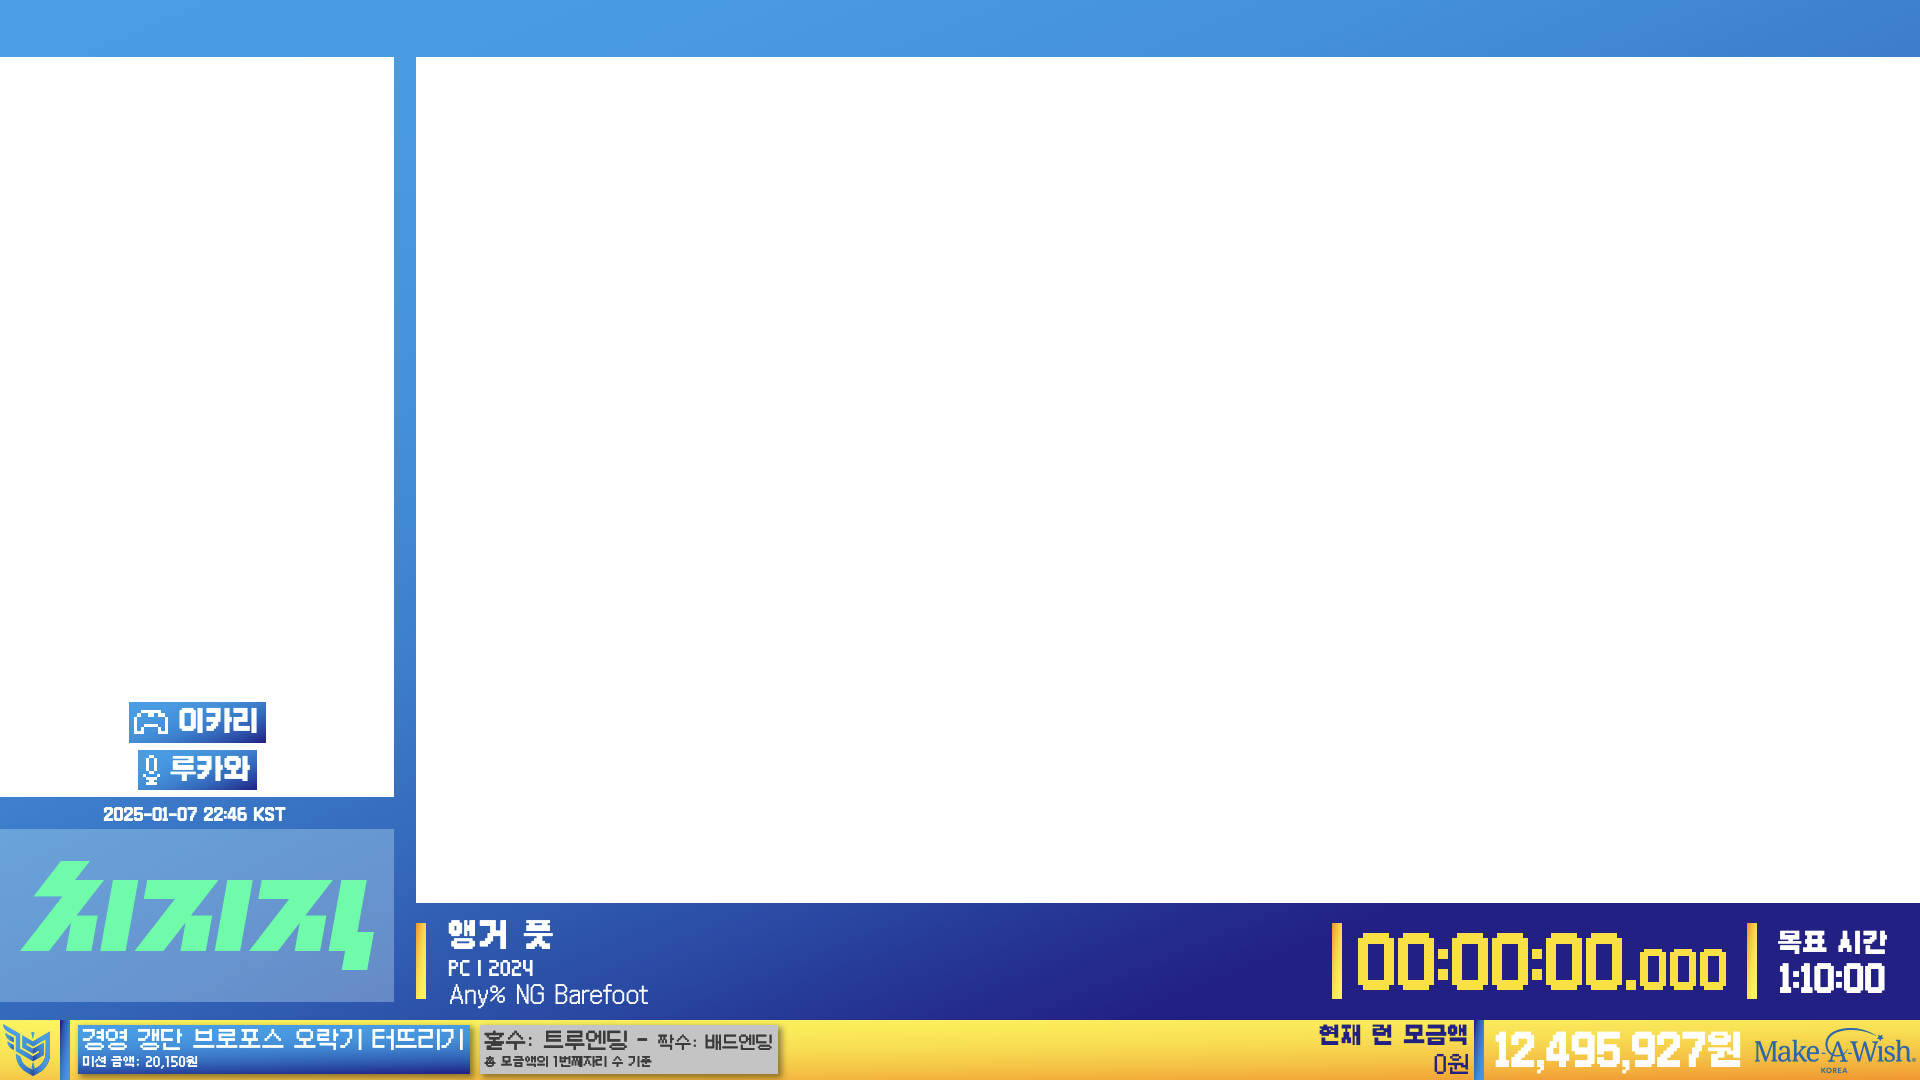 이카리
루카와
2025-01-07 22:46 KST
치지직
앵거 풋
PC | 2024
Any% NG Barefoot
00:00:00.000
목표 시간
1:10:00
경영 갱단 브로포스 오락기 터뜨리기
미션 금액: 20,150원
홀수: 트루엔딩 - 짝수: 배드엔딩
총 모금액의 1번째자리 수 기준
현재 런 모금액
0원
12,495,927원
Make-A-Wish.
KOREA